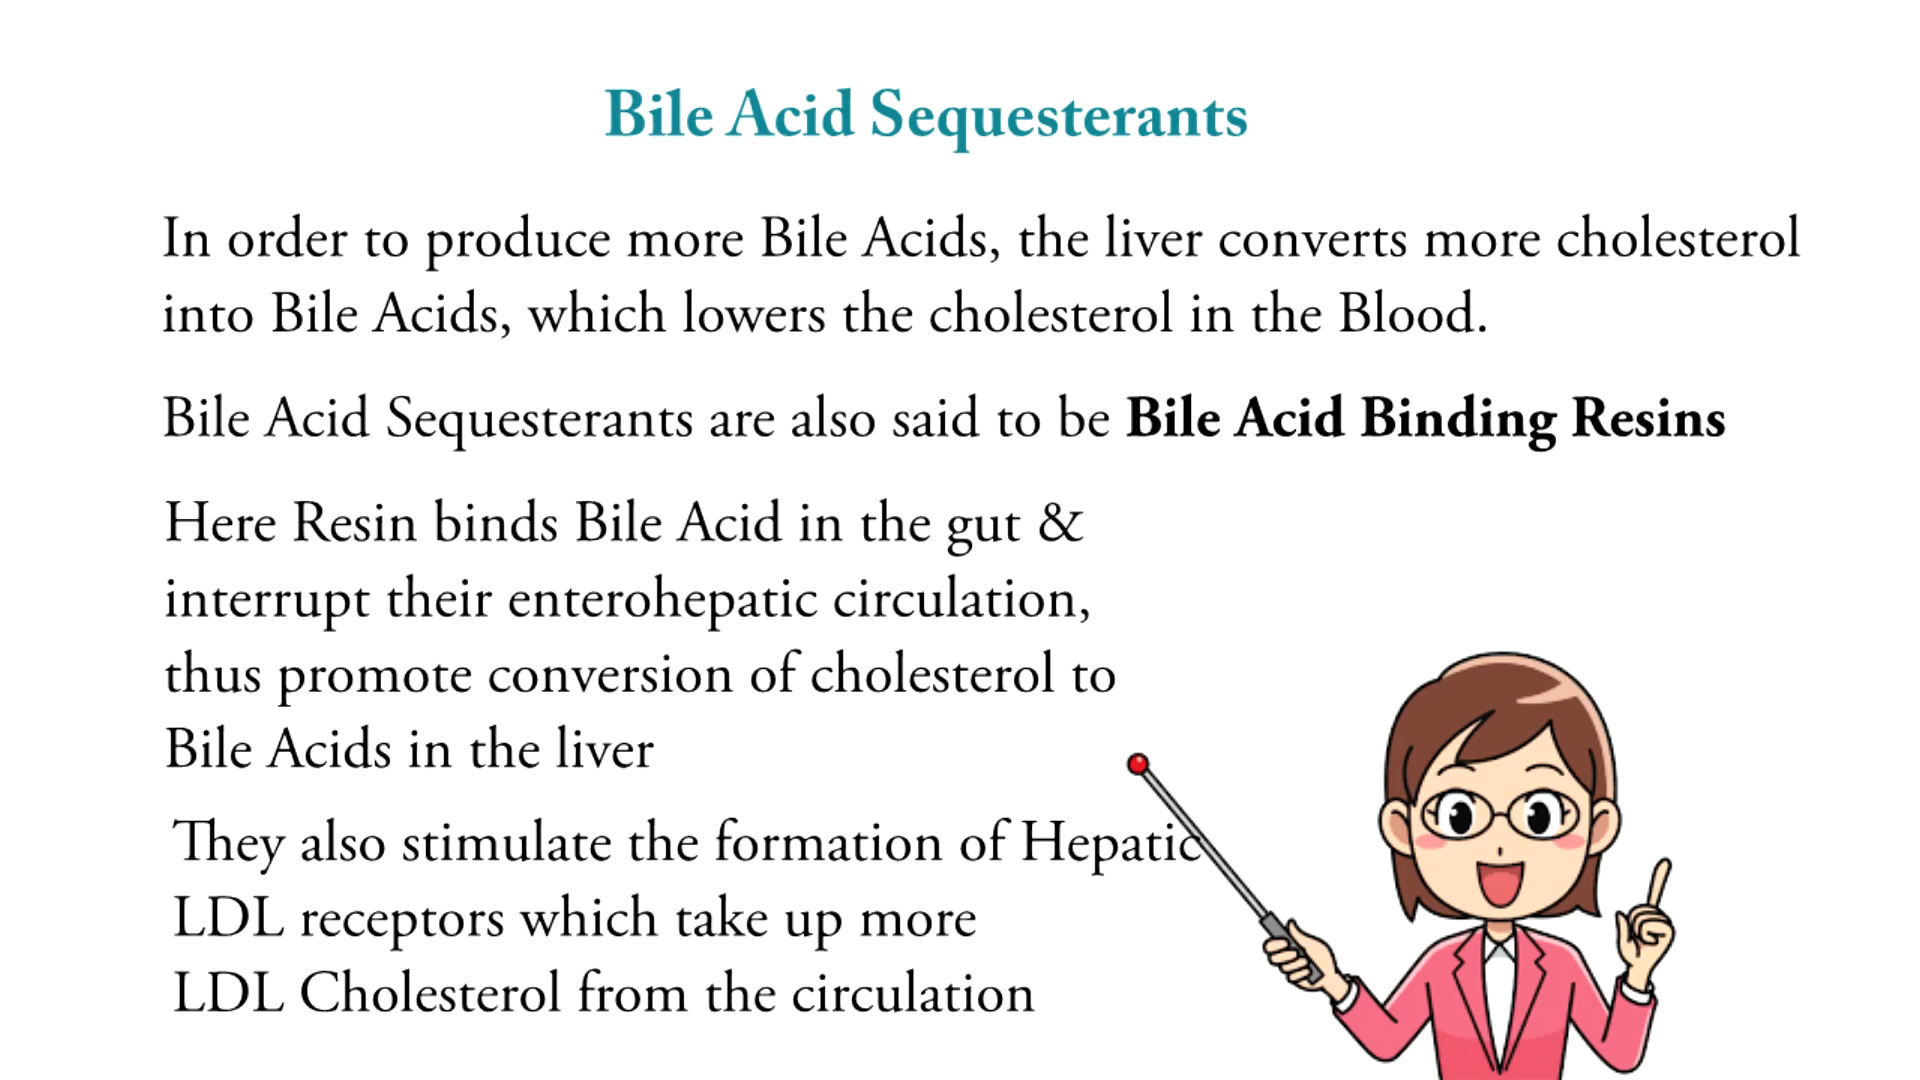 Bile Acid Sequesterants
In order to produce more Bile Acids, the liver converts more cholesterol
into Bile Acids, which lowers the cholesterol in the Blood.
Bile Acid Sequesterants are also said to be Bile Acid Binding Resins
Here Resin binds Bile Acid in the gut &
interrupt their enterohepatic circulation,
thus promote conversion of cholesterol to
Bile Acids in the liver
They also stimulate the formation of Hepatic
LDL receptors which take up more
LDL Cholesterol from the circulation